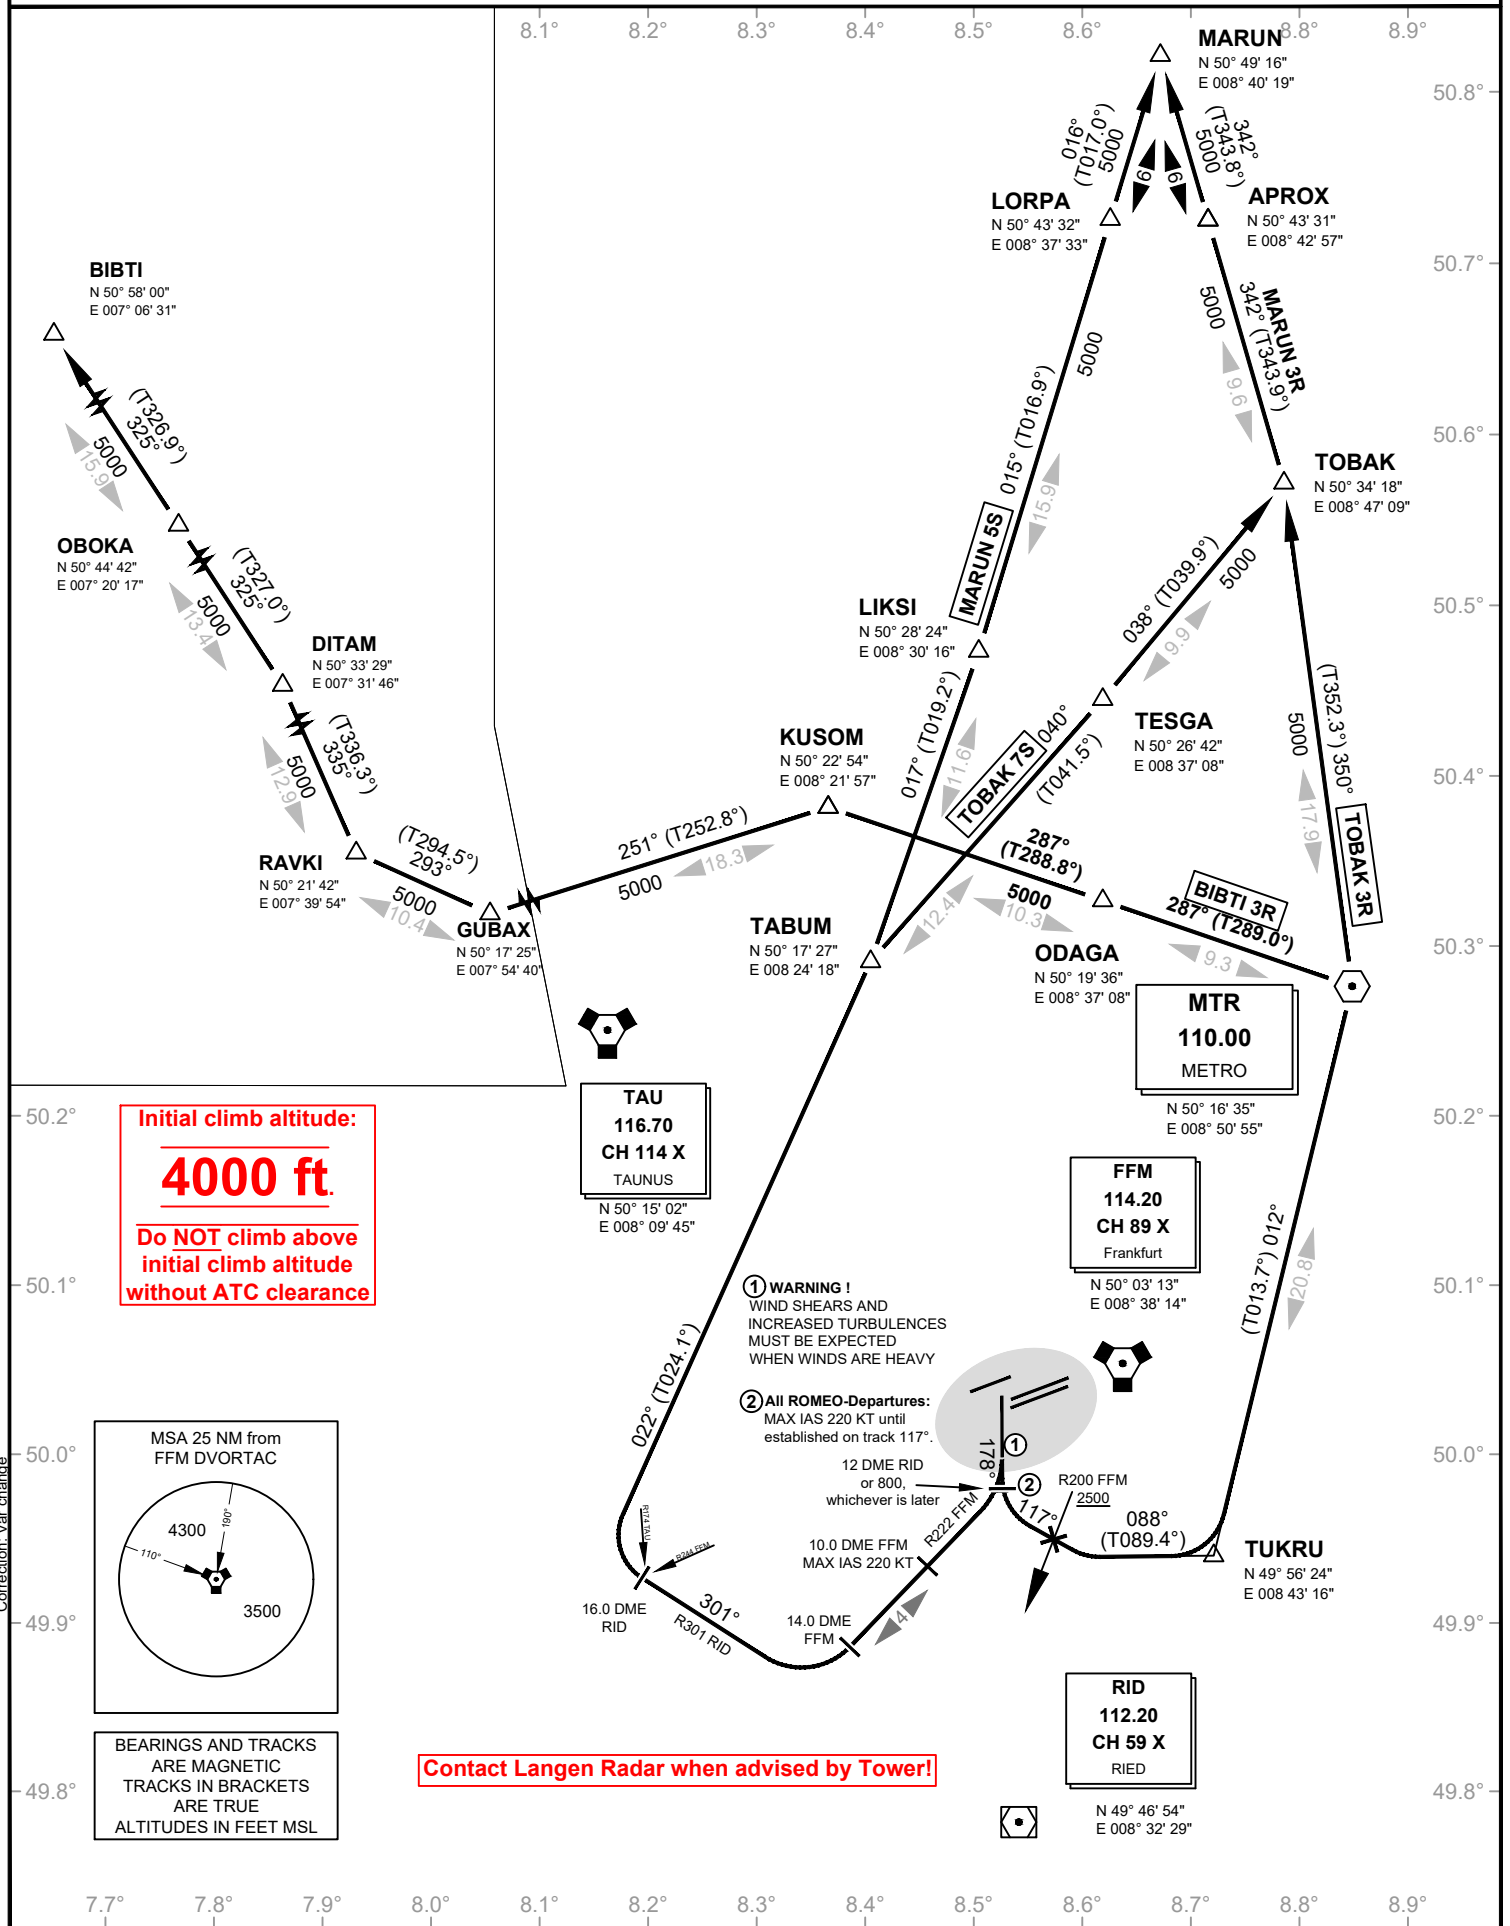 8.1°
8.2°
8.3°
8.4°
8.5°
8.6°
8.7°
8.8°
8.9°
MARUN
N 50° 49' 16"
E 008° 40' 19"
50.8°
016°
(T017.0°)
5000
342°
(T343.8°)
5000
6
6
LORPA
N 50° 43' 32"
E 008° 37' 33"
APROX
N 50° 43' 31"
E 008° 42' 57"
50.7°
BIBTI
N 50° 58' 00"
E 007° 06' 31"
MARUN 3R
342° (T343.9°)
5000
9.6
5000
015° (T016.9°)
MARUN 5S
15.9
(T326.9°)
325°
5000
15.9
50.6°
TOBAK
N 50° 34' 18"
E 008° 47' 09"
OBOKA
N 50° 44' 42"
E 007° 20' 17"
(T327.0°)
325°
5000
13.4
038° (T039.9°)
5000
9.9
50.5°
LIKSI
N 50° 28' 24"
E 008° 30' 16"
DITAM
N 50° 33' 29"
E 007° 31' 46"
(T336.3°)
335°
5000
12.9
017° (T019.2°)
11.6
TOBAK 7S
040°
(T041.5°)
12.4
TESGA
N 50° 26' 42"
E 008 37' 08"
(T352.3°) 350°
5000
17.9
TOBAK 3R
KUSOM
N 50° 22' 54"
E 008° 21' 57"
50.4°
251° (T252.8°)
5000
18.3
287°
(T288.8°)
5000
10.3
BIBTI 3R
287° (T289.0°)
9.3
RAVKI
N 50° 21' 42"
E 007° 39' 54"
(T294.5°)
293°
5000
10.4
GUBAX
N 50° 17' 25"
E 007° 54' 40"
TABUM
N 50° 17' 27"
E 008 24' 18"
ODAGA
N 50° 19' 36"
E 008° 37' 08"
50.3°
MTR
110.00
METRO
N 50° 16' 35"
E 008° 50' 55"
TAU
116.70
CH 114 X
TAUNUS
N 50° 15' 02"
E 008° 09' 45"
50.2°
50.2°
Initial climb altitude:
4000 ft.
Do NOT climb above
initial climb altitude
without ATC clearance
FFM
114.20
CH 89 X
Frankfurt
N 50° 03' 13"
E 008° 38' 14"
(T013.7°) 012°
20.8
50.1°
50.1°
1 WARNING !
WIND SHEARS AND
INCREASED TURBULENCES
MUST BE EXPECTED
WHEN WINDS ARE HEAVY
022° (T024.1°)
2 All ROMEO-Departures:
MAX IAS 220 KT until
established on track 117°.
178°
1
2
12 DME RID
or 800,
whichever is later
R200 FFM
2500
50.0°
50.0°
MSA 25 NM from
FFM DVORTAC
4300
190°
110°
3500
Correction: Var change
R222 FFM
117°
088°
(T089.4°)
TUKRU
N 49° 56' 24"
E 008 43' 16"
10.0 DME FFM
MAX IAS 220 KT
R174 TAU
R244 FFM
16.0 DME
RID
301°
R301 RID
14.0 DME
FFM
4
49.9°
49.9°
RID
112.20
CH 59 X
RIED
N 49° 46' 54"
E 008° 32' 29"
BEARINGS AND TRACKS
ARE MAGNETIC
TRACKS IN BRACKETS
ARE TRUE
ALTITUDES IN FEET MSL
Contact Langen Radar when advised by Tower!
49.8°
49.8°
7.7°
7.8°
7.9°
8.0°
8.1°
8.2°
8.3°
8.4°
8.5°
8.6°
8.7°
8.8°
8.9°